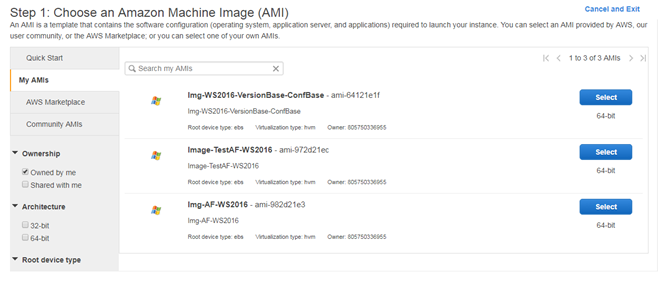 Step 1: Choose an Amazon Machine Image (AMI)
Cancel and Exit
An AMI is a template that contains the software configuration (operating system, application server, and applications) required to launch your instance. You can select an AMI provided by AWS, our
user community, or the AWS Marketplace; or you can select one of your own AMIs.
Quick Start
My AMIs
AWS Marketplace
Community AMIs
Ownership
Owned by me
Shared with me
Architecture
32-bit
64-bit
Root device type
Search my AMIs
1 to 3 of 3 AMIs
Img-WS2016-VersionBase-ConfBase - ami-64121e1f
Img-WS2016-VersionBase-ConfBase
Root device type: ebs Virtualization type: hvm Owner: 805750336955
Select
64-bit
Image-TestAF-WS2016 - ami-972d21ec
Image-TestAF-WS2016
Root device type: ebs Virtualization type: hvm Owner: 805750336955
Select
64-bit
Img-AF-WS2016 - ami-982d21e3
Img-AF-WS2016
Root device type: ebs Virtualization type: hvm Owner: 805750336955
Select
64-bit